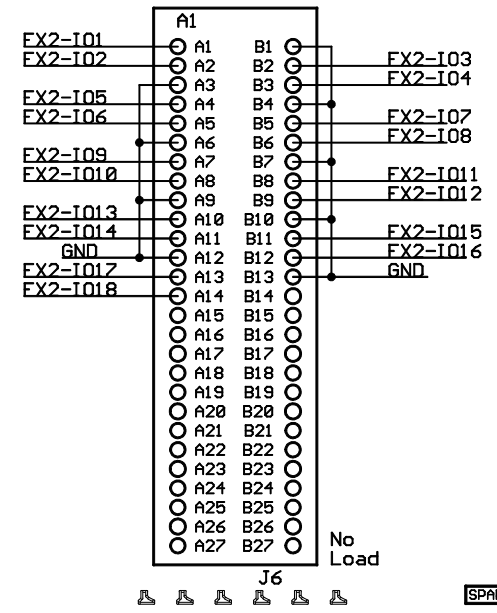 A1
FX2-IO1 A1 B1
FX2-IO2 A2 B2 FX2-IO3
A3 B3 FX2-IO4
FX2-IO5 A4 B4
FX2-IO6 A5 B5 FX2-IO7
A6 B6 FX2-IO8
FX2-IO9 A7 B7
FX2-IO10 A8 B8 FX2-IO11
A9 B9 FX2-IO12
FX2-IO13 A10 B10
FX2-IO14 A11 B11 FX2-IO15
GND A12 B12 FX2-IO16
FX2-IO17 A13 B13 GND
FX2-IO18 A14 B14
A15 B15
A16 B16
A17 B17
A18 B18
A19 B19
A20 B20
A21 B21
A22 B22
A23 B23
A24 B24
A25 B25
A26 B26
A27 B27
No
Load
J6